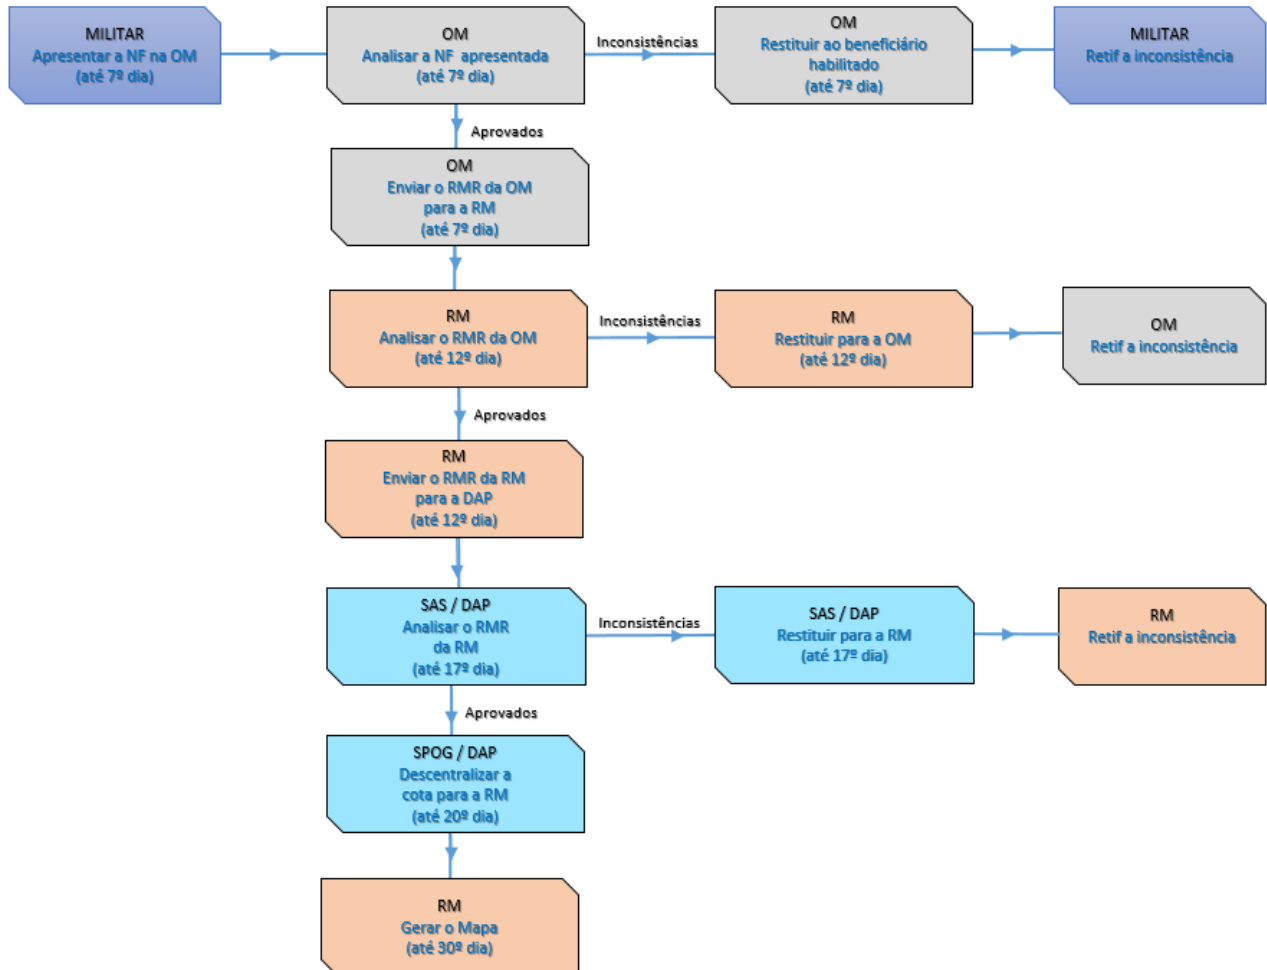 MILITAR
Apresentar a NF na OM
(até 7º dia)
OM
Analisar a NF apresentada
(até 7º dia)
Inconsistências
OM
Restituir ao beneficiário
habilitado
(até 7º dia)
MILITAR
Retif a inconsistência
Aprovados
OM
Enviar o RMR da OM
para a RM
(até 7º dia)
RM
Analisar o RMR da OM
(até 12º dia)
Inconsistências
RM
Restituir para a OM
(até 12º dia)
OM
Retif a inconsistência
Aprovados
RM
Enviar o RMR da RM
para a DAP
(até 12º dia)
SAS / DAP
Analisar o RMR
da RM
(até 17º dia)
Inconsistências
SAS / DAP
Restituir para a RM
(até 17º dia)
RM
Retif a inconsistência
Aprovados
SPOG / DAP
Descentralizar a
cota para a RM
(até 20º dia)
RM
Gerar o Mapa
(até 30º dia)